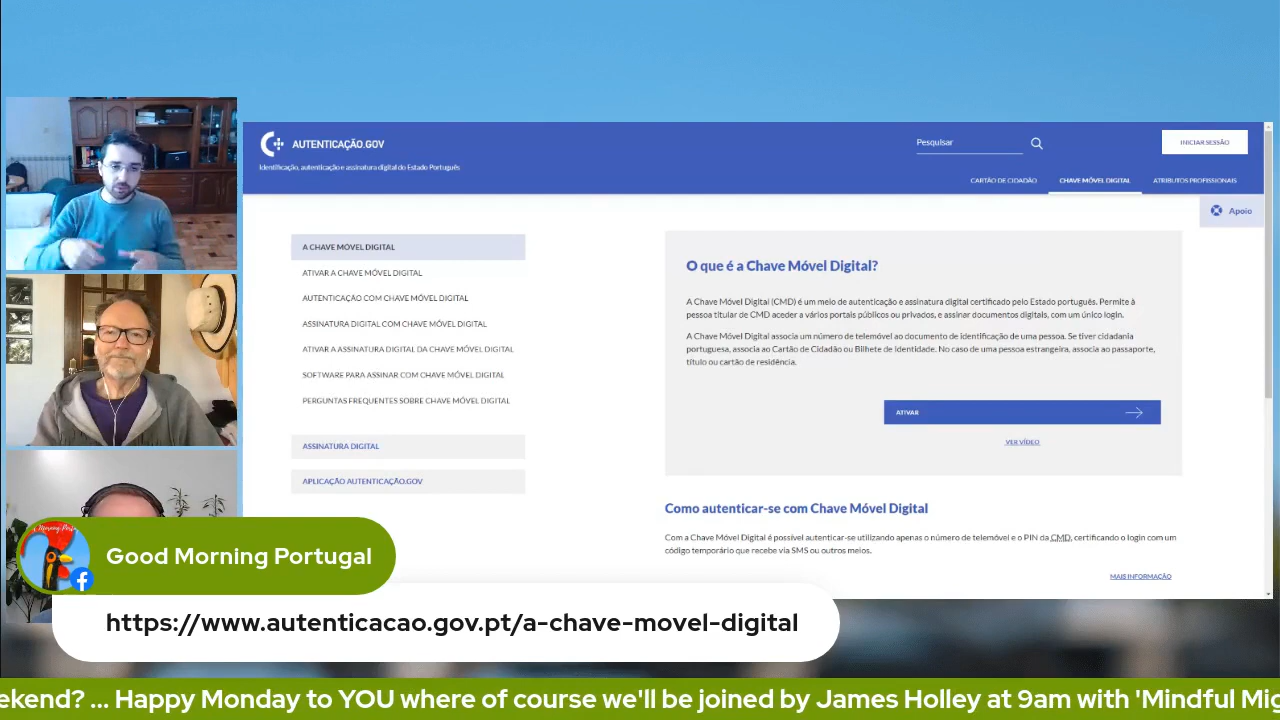 AUTENTICAÇÃO.GOV
Identificação, autenticação e assinatura digital do Estado Português
Pesquisar
INICIAR SESSÃO
CARTÃO DE CIDADÃO
CHAVE MÓVEL DIGITAL
ATRIBUTOS PROFISSIONAIS
Apoio
A CHAVE MÓVEL DIGITAL
ATIVAR A CHAVE MÓVEL DIGITAL
AUTENTICAÇÃO COM CHAVE MÓVEL DIGITAL
ASSINATURA DIGITAL COM CHAVE MÓVEL DIGITAL
ATIVAR A ASSINATURA DIGITAL DA CHAVE MÓVEL DIGITAL
SOFTWARE PARA ASSINAR COM CHAVE MÓVEL DIGITAL
PERGUNTAS FREQUENTES SOBRE CHAVE MÓVEL DIGITAL
ASSINATURA DIGITAL
APLICAÇÃO AUTENTICAÇÃO.GOV
O que é a Chave Móvel Digital?
A Chave Móvel Digital (CMD) é um meio de autenticação e assinatura digital certificado pelo Estado português. Permite à
pessoa titular de CMD aceder a vários portais públicos ou privados, e assinar documentos digitais, com um único login.
A Chave Móvel Digital associa um número de telemóvel ao documento de identificação de uma pessoa. Se tiver cidadania
portuguesa, associa ao Cartão de Cidadão ou Bilhete de Identidade. No caso de uma pessoa estrangeira, associa ao passaporte,
título ou cartão de residência.
ATIVAR
VER VÍDEO
Como autenticar-se com Chave Móvel Digital
Com a Chave Móvel Digital é possível autenticar-se utilizando apenas o número de telemóvel e o PIN da CMD, certificando o login com um
código temporário que recebe via SMS ou outros meios.
MAIS INFORMAÇÃO
Good Morning Portugal
https://www.autenticacao.gov.pt/a-chave-movel-digital
ekend? ... Happy Monday to YOU where of course we'll be joined by James Holley at 9am with 'Mindful Mig